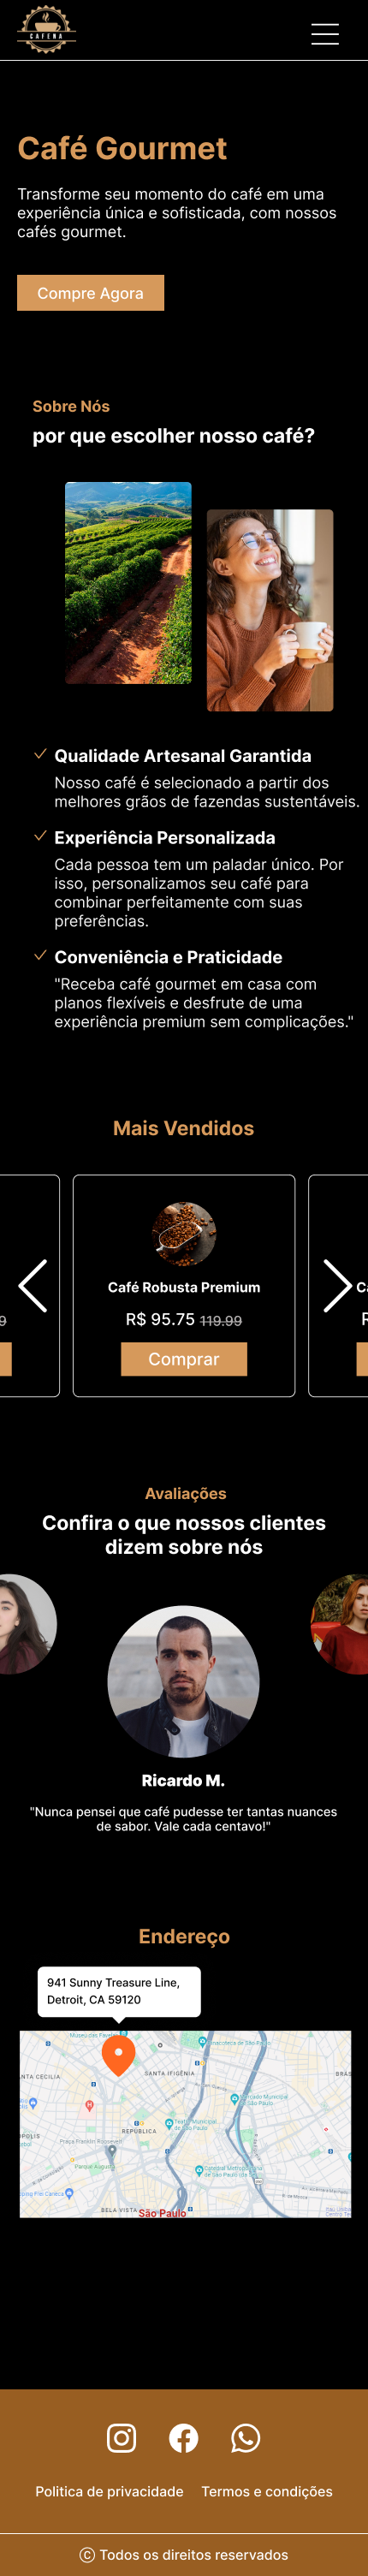 CAFENA
Café Gourmet
Transforme seu momento do café em uma
experiência única e sofisticada, com nossos
cafés gourmet.
Compre Agora
Sobre Nós
por que escolher nosso café?
Qualidade Artesanal Garantida
Nosso café é selecionado a partir dos
melhores grãos de fazendas sustentáveis.
Experiência Personalizada
Cada pessoa tem um paladar único. Por
isso, personalizamos seu café para
combinar perfeitamente com suas
preferências.
Conveniência e Praticidade
"Receba café gourmet em casa com
planos flexíveis e desfrute de uma
experiência premium sem complicações."
Mais Vendidos
Café Robusta Premium
R$ 95.75 119.99
Comprar
Avaliações
Confira o que nossos clientes
dizem sobre nós
Ricardo M.
"Nunca pensei que café pudesse ter tantas nuances
de sabor. Vale cada centavo!"
Endereço
941 Sunny Treasure Line,
Detroit, CA 59120
SANTA IFIGÊNIA
REPÚBLICA
BELA VISTA
São Paulo
Politica de privacidade Termos e condições
© Todos os direitos reservados